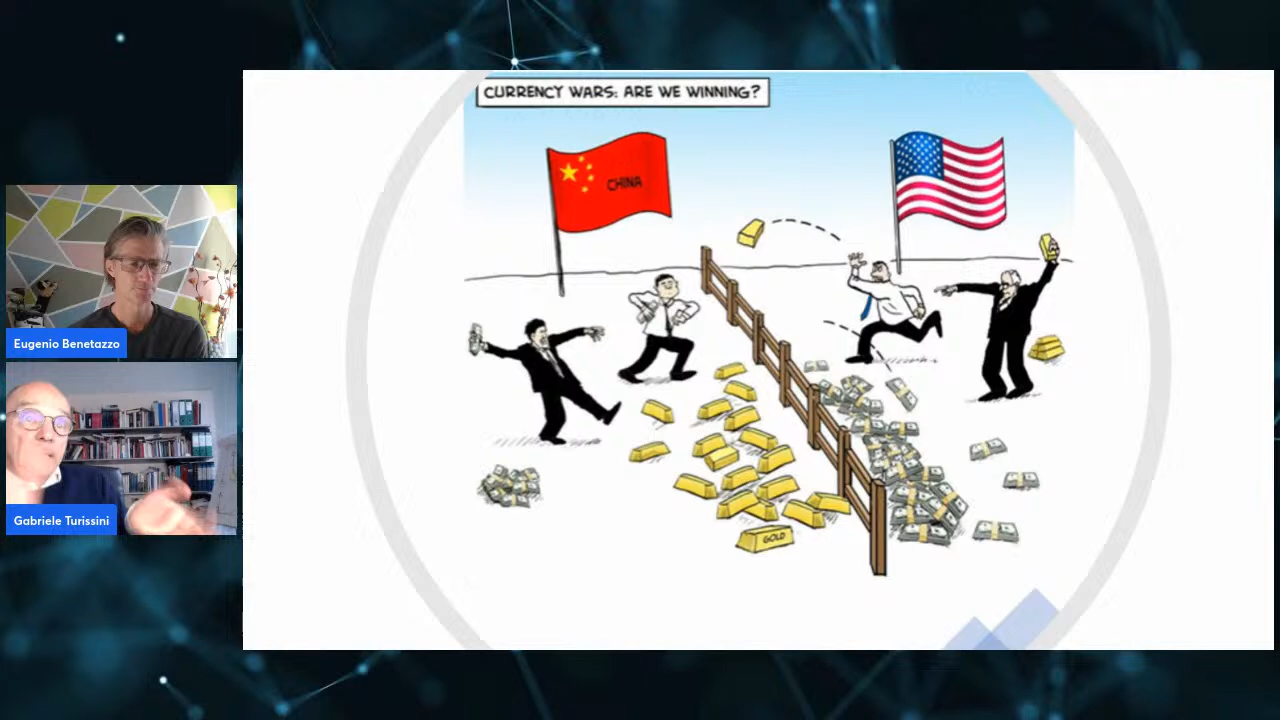 CURRENCY WARS: ARE WE WINNING?
CHINA
Eugenio Benetazzo
Gabriele Turissini
GOLD